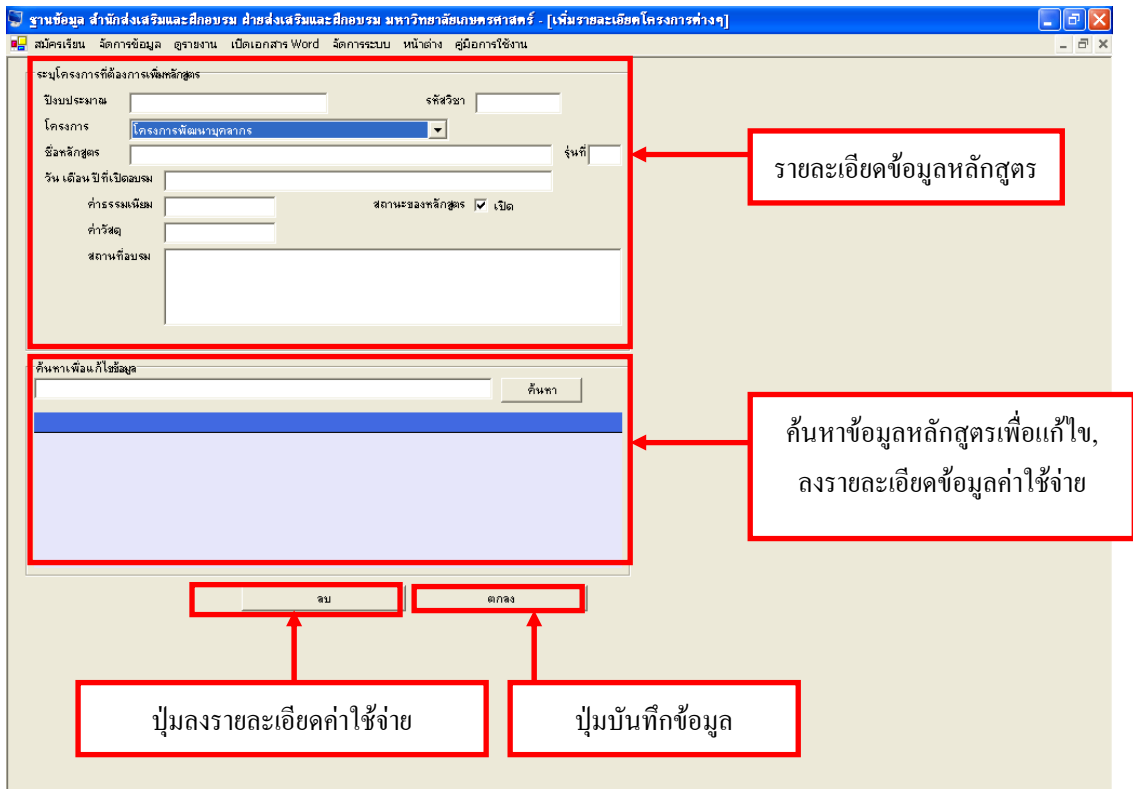 ฐานข้อมูล สำนักส่งเสริมและฝึกอบรม ฝ่ายส่งเสริมและฝึกอบรม มหาวิทยาลัยเกษตรศาสตร์ - [เพิ่มรายละเอียดโครงการต่างๆ]
สมัครเรียน จัดการข้อมูล ดูรายงาน เปิดเอกสาร Word จัดการระบบ หน้าต่าง คู่มือการใช้งาน
ระบุโครงการที่ต้องการเพิ่มหลักสูตร
ปีงบประมาณ รหัสวิชา
โครงการ โครงการพัฒนาบุคลากร
ชื่อหลักสูตร รุ่นที่
วัน เดือน ปีที่เปิดอบรม
ค่าธรรมเนียม สถานะของหลักสูตร เปิด
ค่าวัสดุ
สถานที่อบรม
รายละเอียดข้อมูลหลักสูตร
ค้นหาเพื่อแก้ไขข้อมูล
ค้นหา
ค้นหาข้อมูลหลักสูตรเพื่อแก้ไข,
ลงรายละเอียดข้อมูลค่าใช้จ่าย
ลบ ตกลง
ปุ่มลงรายละเอียดค่าใช้จ่าย ปุ่มบันทึกข้อมูล